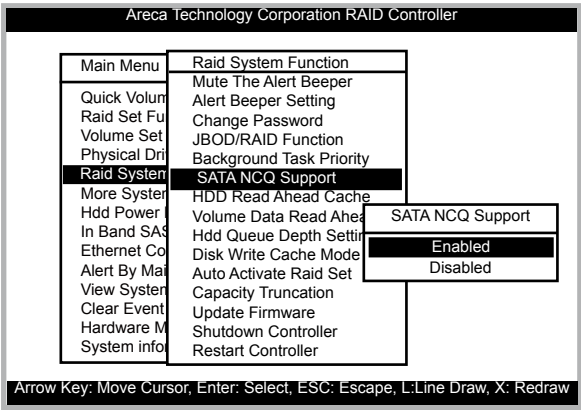 Areca Technology Corporation RAID Controller
Main Menu
Quick Volum
Raid Set Fu
Volume Set
Physical Dri
Raid System
More System
Hdd Power
In Band SAS
Ethernet Co
Alert By Mai
View System
Clear Event
Hardware M
System infor
Raid System Function
Mute The Alert Beeper
Alert Beeper Setting
Change Password
JBOD/RAID Function
Background Task Priority
SATA NCQ Support
HDD Read Ahead Cache
Volume Data Read Ahea
Hdd Queue Depth Settin
Disk Write Cache Mode
Auto Activate Raid Set
Capacity Truncation
Update Firmware
Shutdown Controller
Restart Controller
SATA NCQ Support
Enabled
Disabled
Arrow Key: Move Cursor, Enter: Select, ESC: Escape, L:Line Draw, X: Redraw